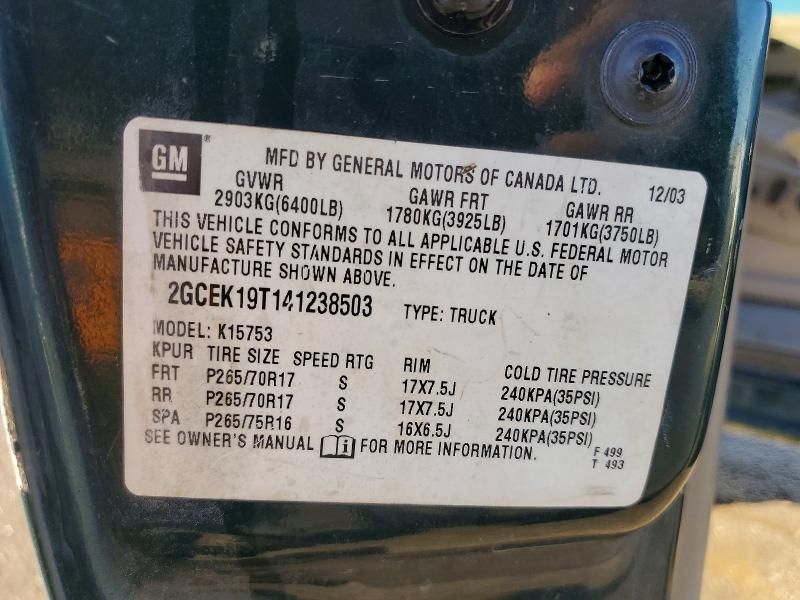 GM
MFD BY GENERAL MOTORS OF CANADA LTD. 12/03
GVWR GAWR FRT GAWR RR
2903KG(6400LB) 1780KG(3925LB) 1701KG(3750LB)
THIS VEHICLE CONFORMS TO ALL APPLICABLE U.S. FEDERAL MOTOR
VEHICLE SAFETY STANDARDS IN EFFECT ON THE DATE OF
MANUFACTURE SHOWN ABOVE.
2GCEK19T141238503 TYPE: TRUCK
MODEL: K15753
KPUR TIRE SIZE SPEED RTG RIM COLD TIRE PRESSURE
FRT P265/70R17 S 17X7.5J 240KPA(35PSI)
RR P265/70R17 S 17X7.5J 240KPA(35PSI)
SPA P265/75R16 S 16X6.5J 240KPA(35PSI)
SEE OWNER'S MANUAL i FOR MORE INFORMATION.
F 499
T 493